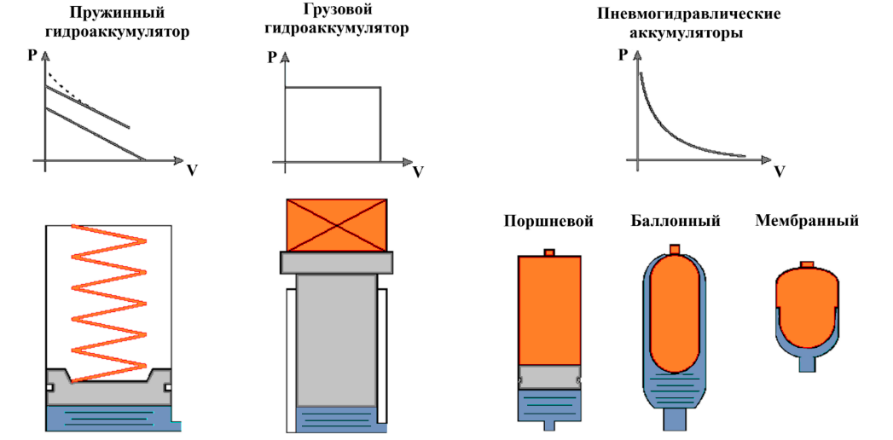 Пружинный
гидроаккумулятор
Грузовой
гидроаккумулятор
Пневмогидравлические
аккумуляторы
P
V
P
V
P
V
Поршневой
Баллонный
Мембранный